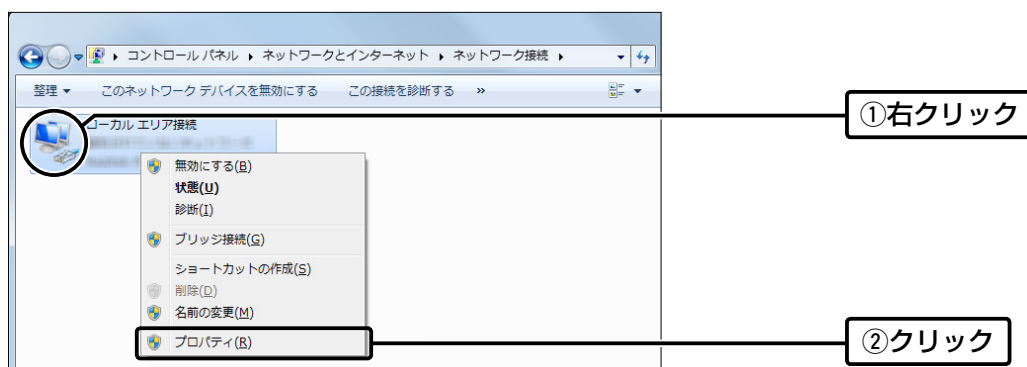 コントロール パネル ▸ ネットワークとインターネット ▸ ネットワーク接続 ▸
整理 ▼ このネットワーク デバイスを無効にする この接続を診断する »
①右クリック
ローカル エリア接続
無効にする(B)
状態(U)
診断(I)
ブリッジ接続(G)
ショートカットの作成(S)
削除(D)
名前の変更(M)
プロパティ(R)
②クリック